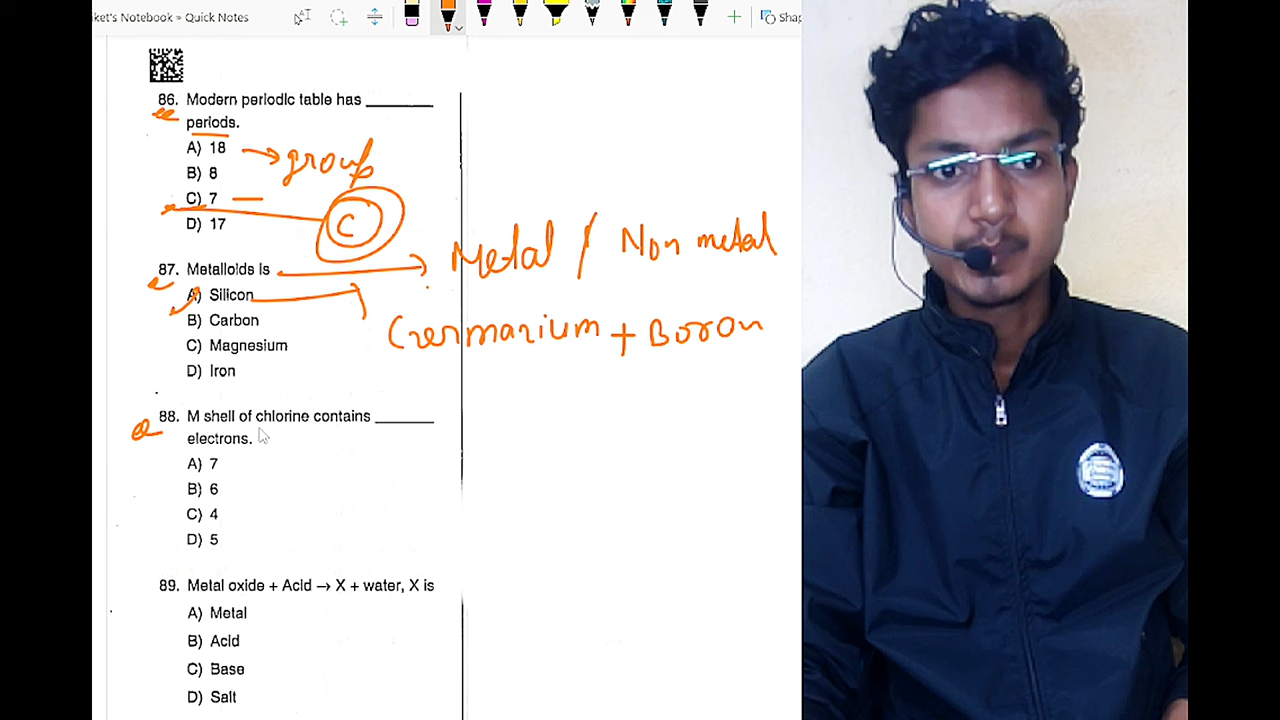 ket's Notebook » Quick Notes
Shap
86. Modern periodic table has ______
periods.
A) 18 → group
B) 8
C) 7
D) 17
C
87. Metalloids is → Metal / Non metal
A) Silicon
Germanium + Boron
B) Carbon
C) Magnesium
D) Iron
88. M shell of chlorine contains ______
electrons.
A) 7
B) 6
C) 4
D) 5
89. Metal oxide + Acid → X + water, X is
A) Metal
B) Acid
C) Base
D) Salt